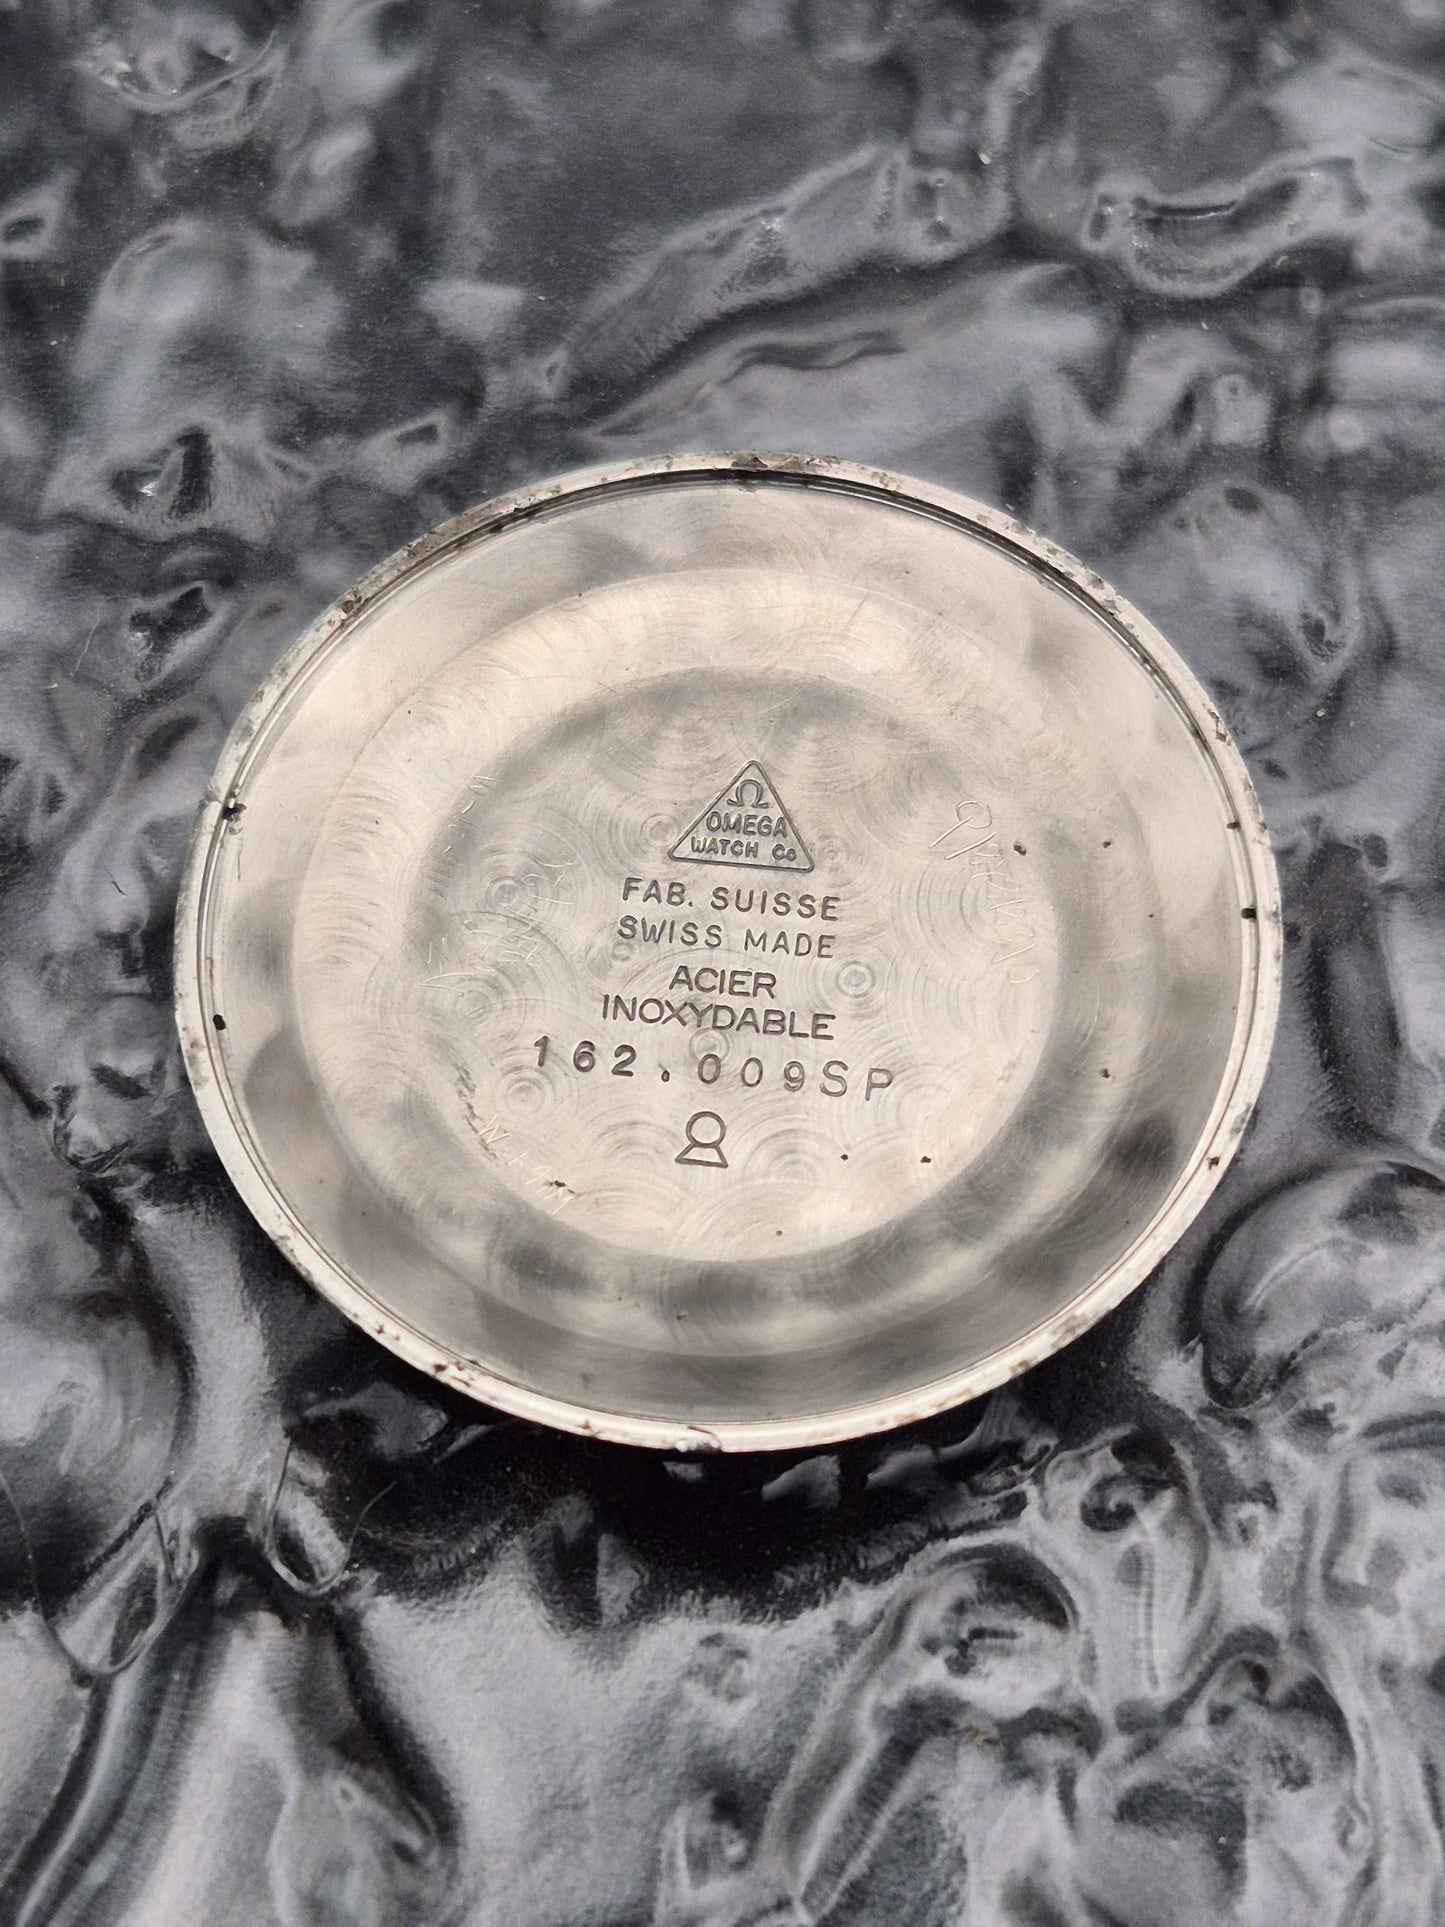 Ω
OMEGA
WATCH Co
FAB. SUISSE
SWISS MADE
ACIER
INOXYDABLE
162.009SP